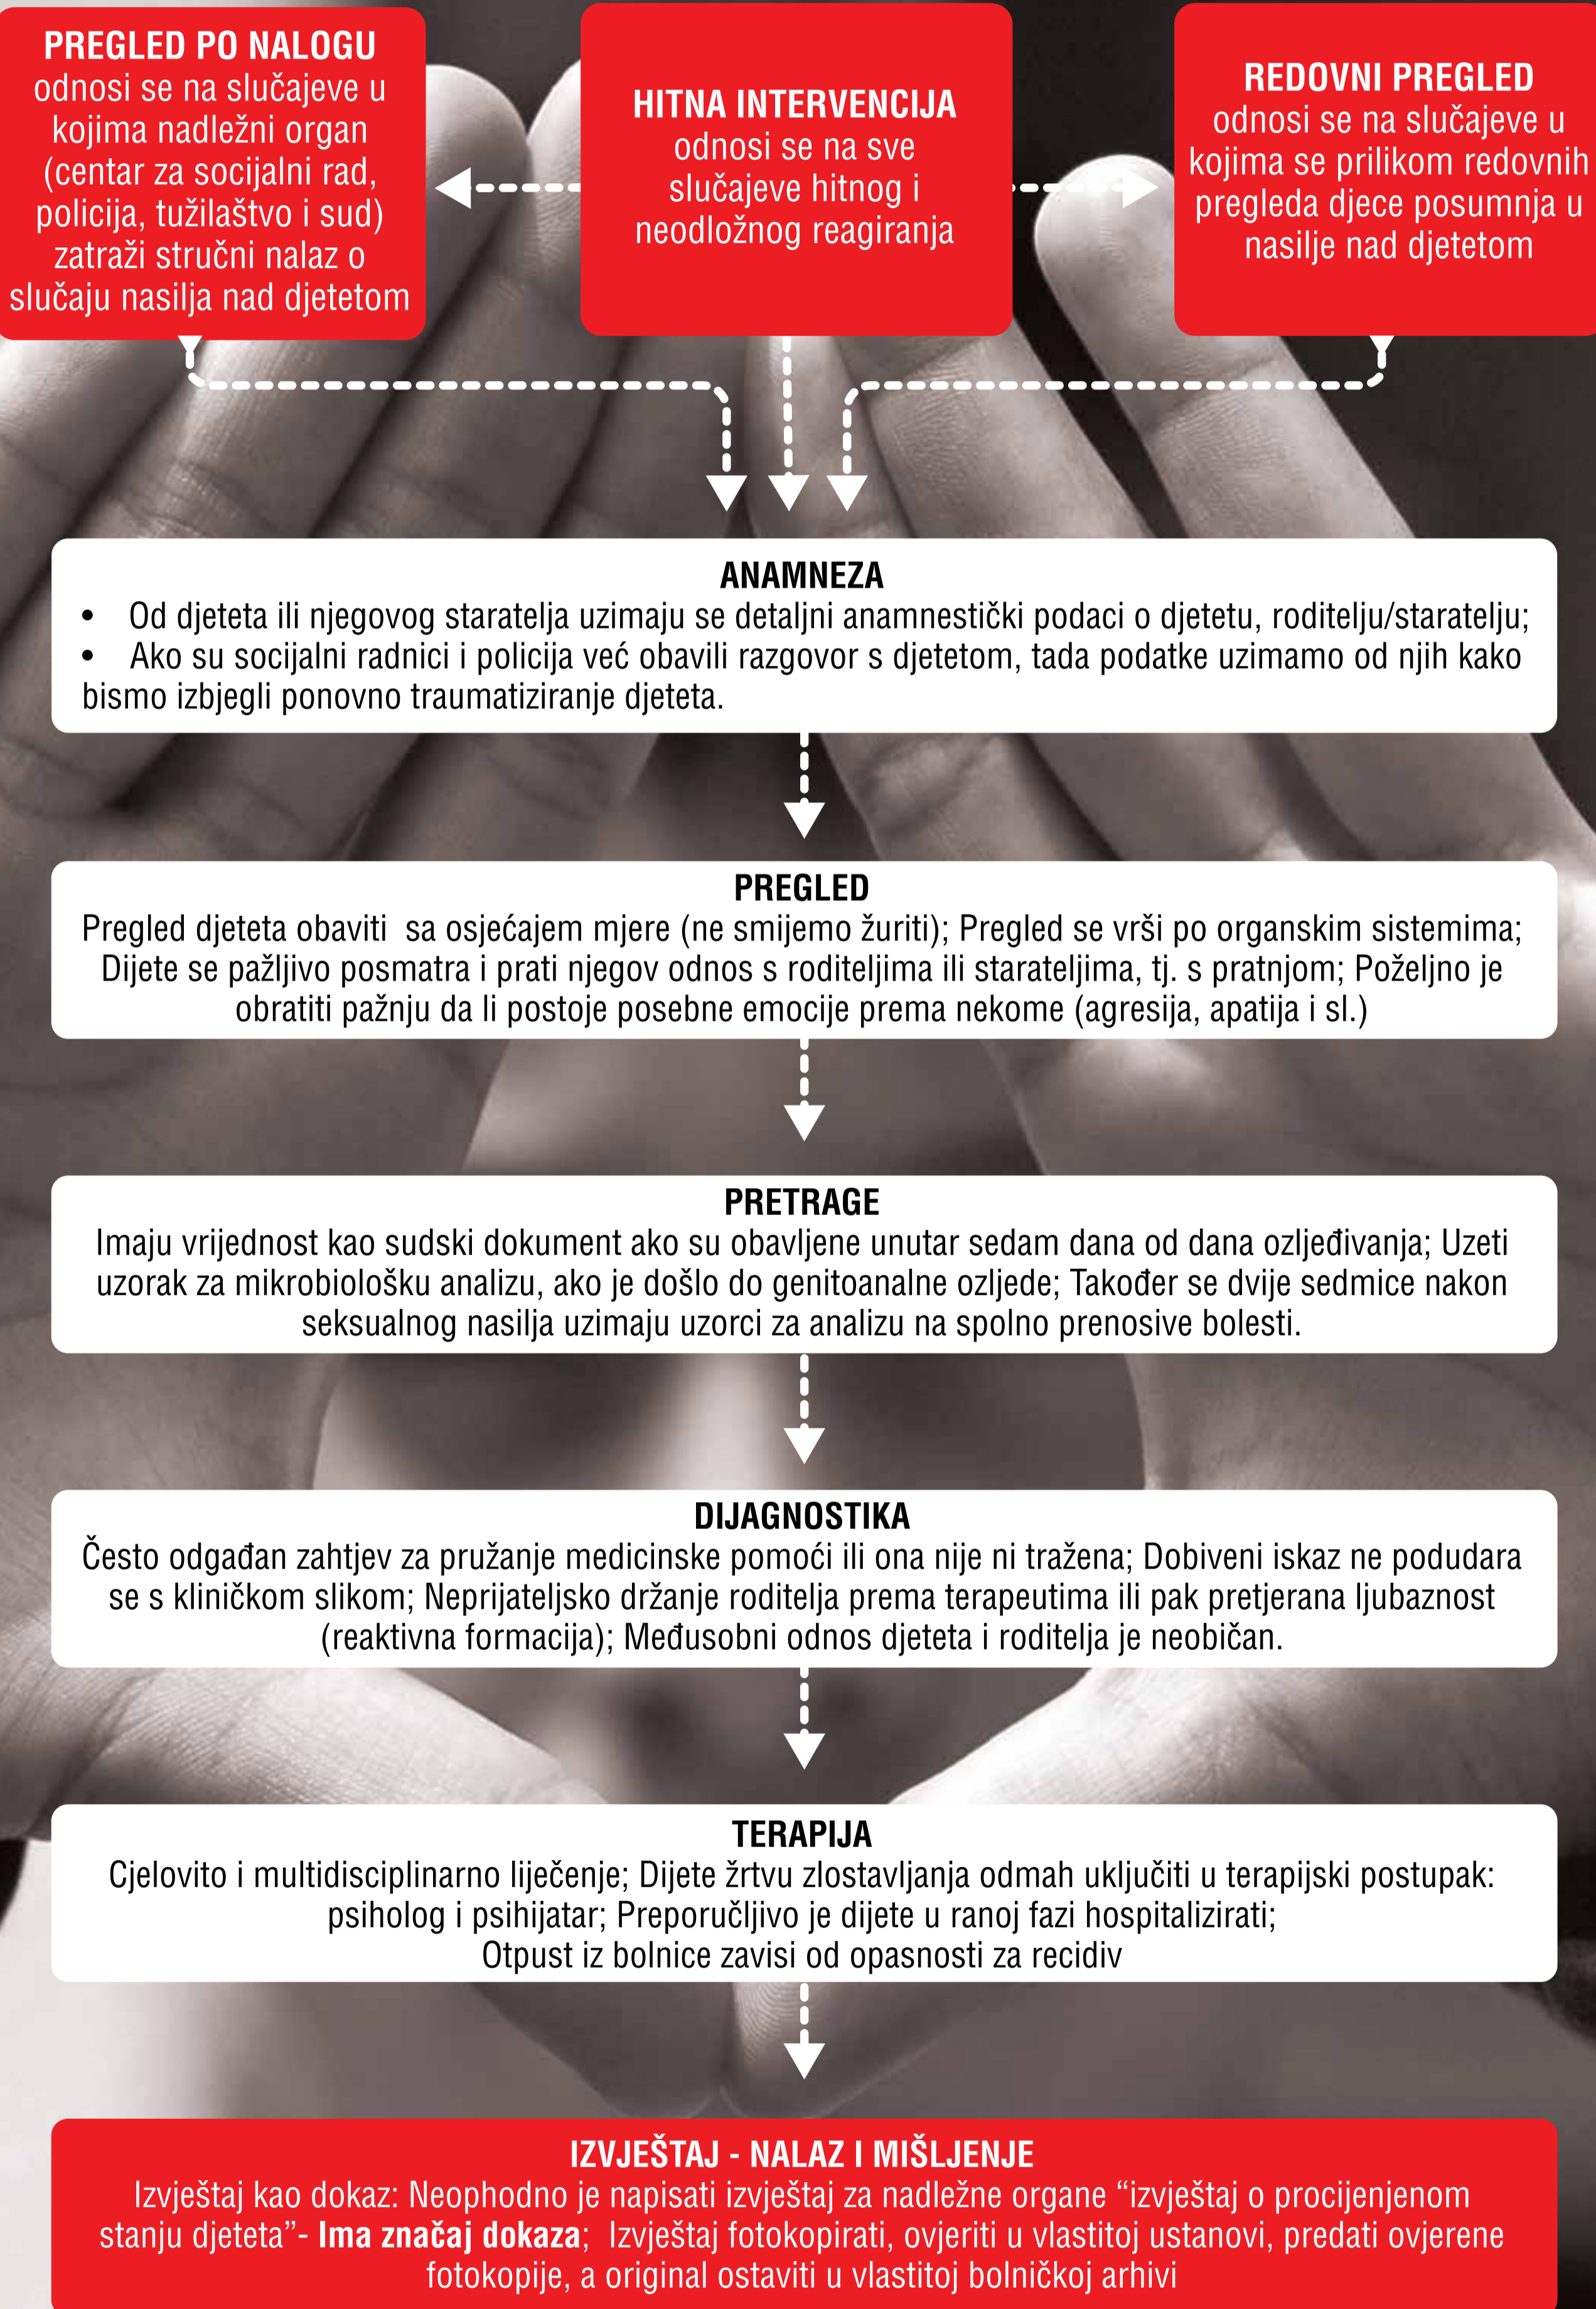 PREGLED PO NALOGU
odnosi se na slučajeve u
kojima nadležni organ
(centar za socijalni rad,
policija, tužilaštvo i sud)
zatraži stručni nalaz o
slučaju nasilja nad djetetom
HITNA INTERVENCIJA
odnosi se na sve
slučajeve hitnog i
neodložnog reagiranja
REDOVNI PREGLED
odnosi se na slučajeve u
kojima se prilikom redovnih
pregleda djece posumnja u
nasilje nad djetetom
ANAMNEZA
• Od djeteta ili njegovog staratelja uzimaju se detaljni anamnestički podaci o djetetu, roditelju/staratelju;
• Ako su socijalni radnici i policija već obavili razgovor s djetetom, tada podatke uzimamo od njih kako
bismo izbjegli ponovno traumatiziranje djeteta.
PREGLED
Pregled djeteta obaviti sa osjećajem mjere (ne smijemo žuriti); Pregled se vrši po organskim sistemima;
Dijete se pažljivo posmatra i prati njegov odnos s roditeljima ili starateljima, tj. s pratnjom; Poželjno je
obratiti pažnju da li postoje posebne emocije prema nekome (agresija, apatija i sl.)
PRETRAGE
Imaju vrijednost kao sudski dokument ako su obavljene unutar sedam dana od dana ozljeđivanja; Uzeti
uzorak za mikrobiološku analizu, ako je došlo do genitoanalne ozljede; Također se dvije sedmice nakon
seksualnog nasilja uzimaju uzorci za analizu na spolno prenosive bolesti.
DIJAGNOSTIKA
Često odgađan zahtjev za pružanje medicinske pomoći ili ona nije ni tražena; Dobiveni iskaz ne podudara
se s kliničkom slikom; Neprijateljsko držanje roditelja prema terapeutima ili pak pretjerana ljubaznost
(reaktivna formacija); Međusobni odnos djeteta i roditelja je neobičan.
TERAPIJA
Cjelovito i multidisciplinarno liječenje; Dijete žrtvu zlostavljanja odmah uključiti u terapijski postupak:
psiholog i psihijatar; Preporučljivo je dijete u ranoj fazi hospitalizirati;
Otpust iz bolnice zavisi od opasnosti za recidiv
IZVJEŠTAJ - NALAZ I MIŠLJENJE
Izvještaj kao dokaz: Neophodno je napisati izvještaj za nadležne organe “izvještaj o procijenjenom
stanju djeteta”- Ima značaj dokaza; Izvještaj fotokopirati, ovjeriti u vlastitoj ustanovi, predati ovjerene
fotokopije, a original ostaviti u vlastitoj bolničkoj arhivi